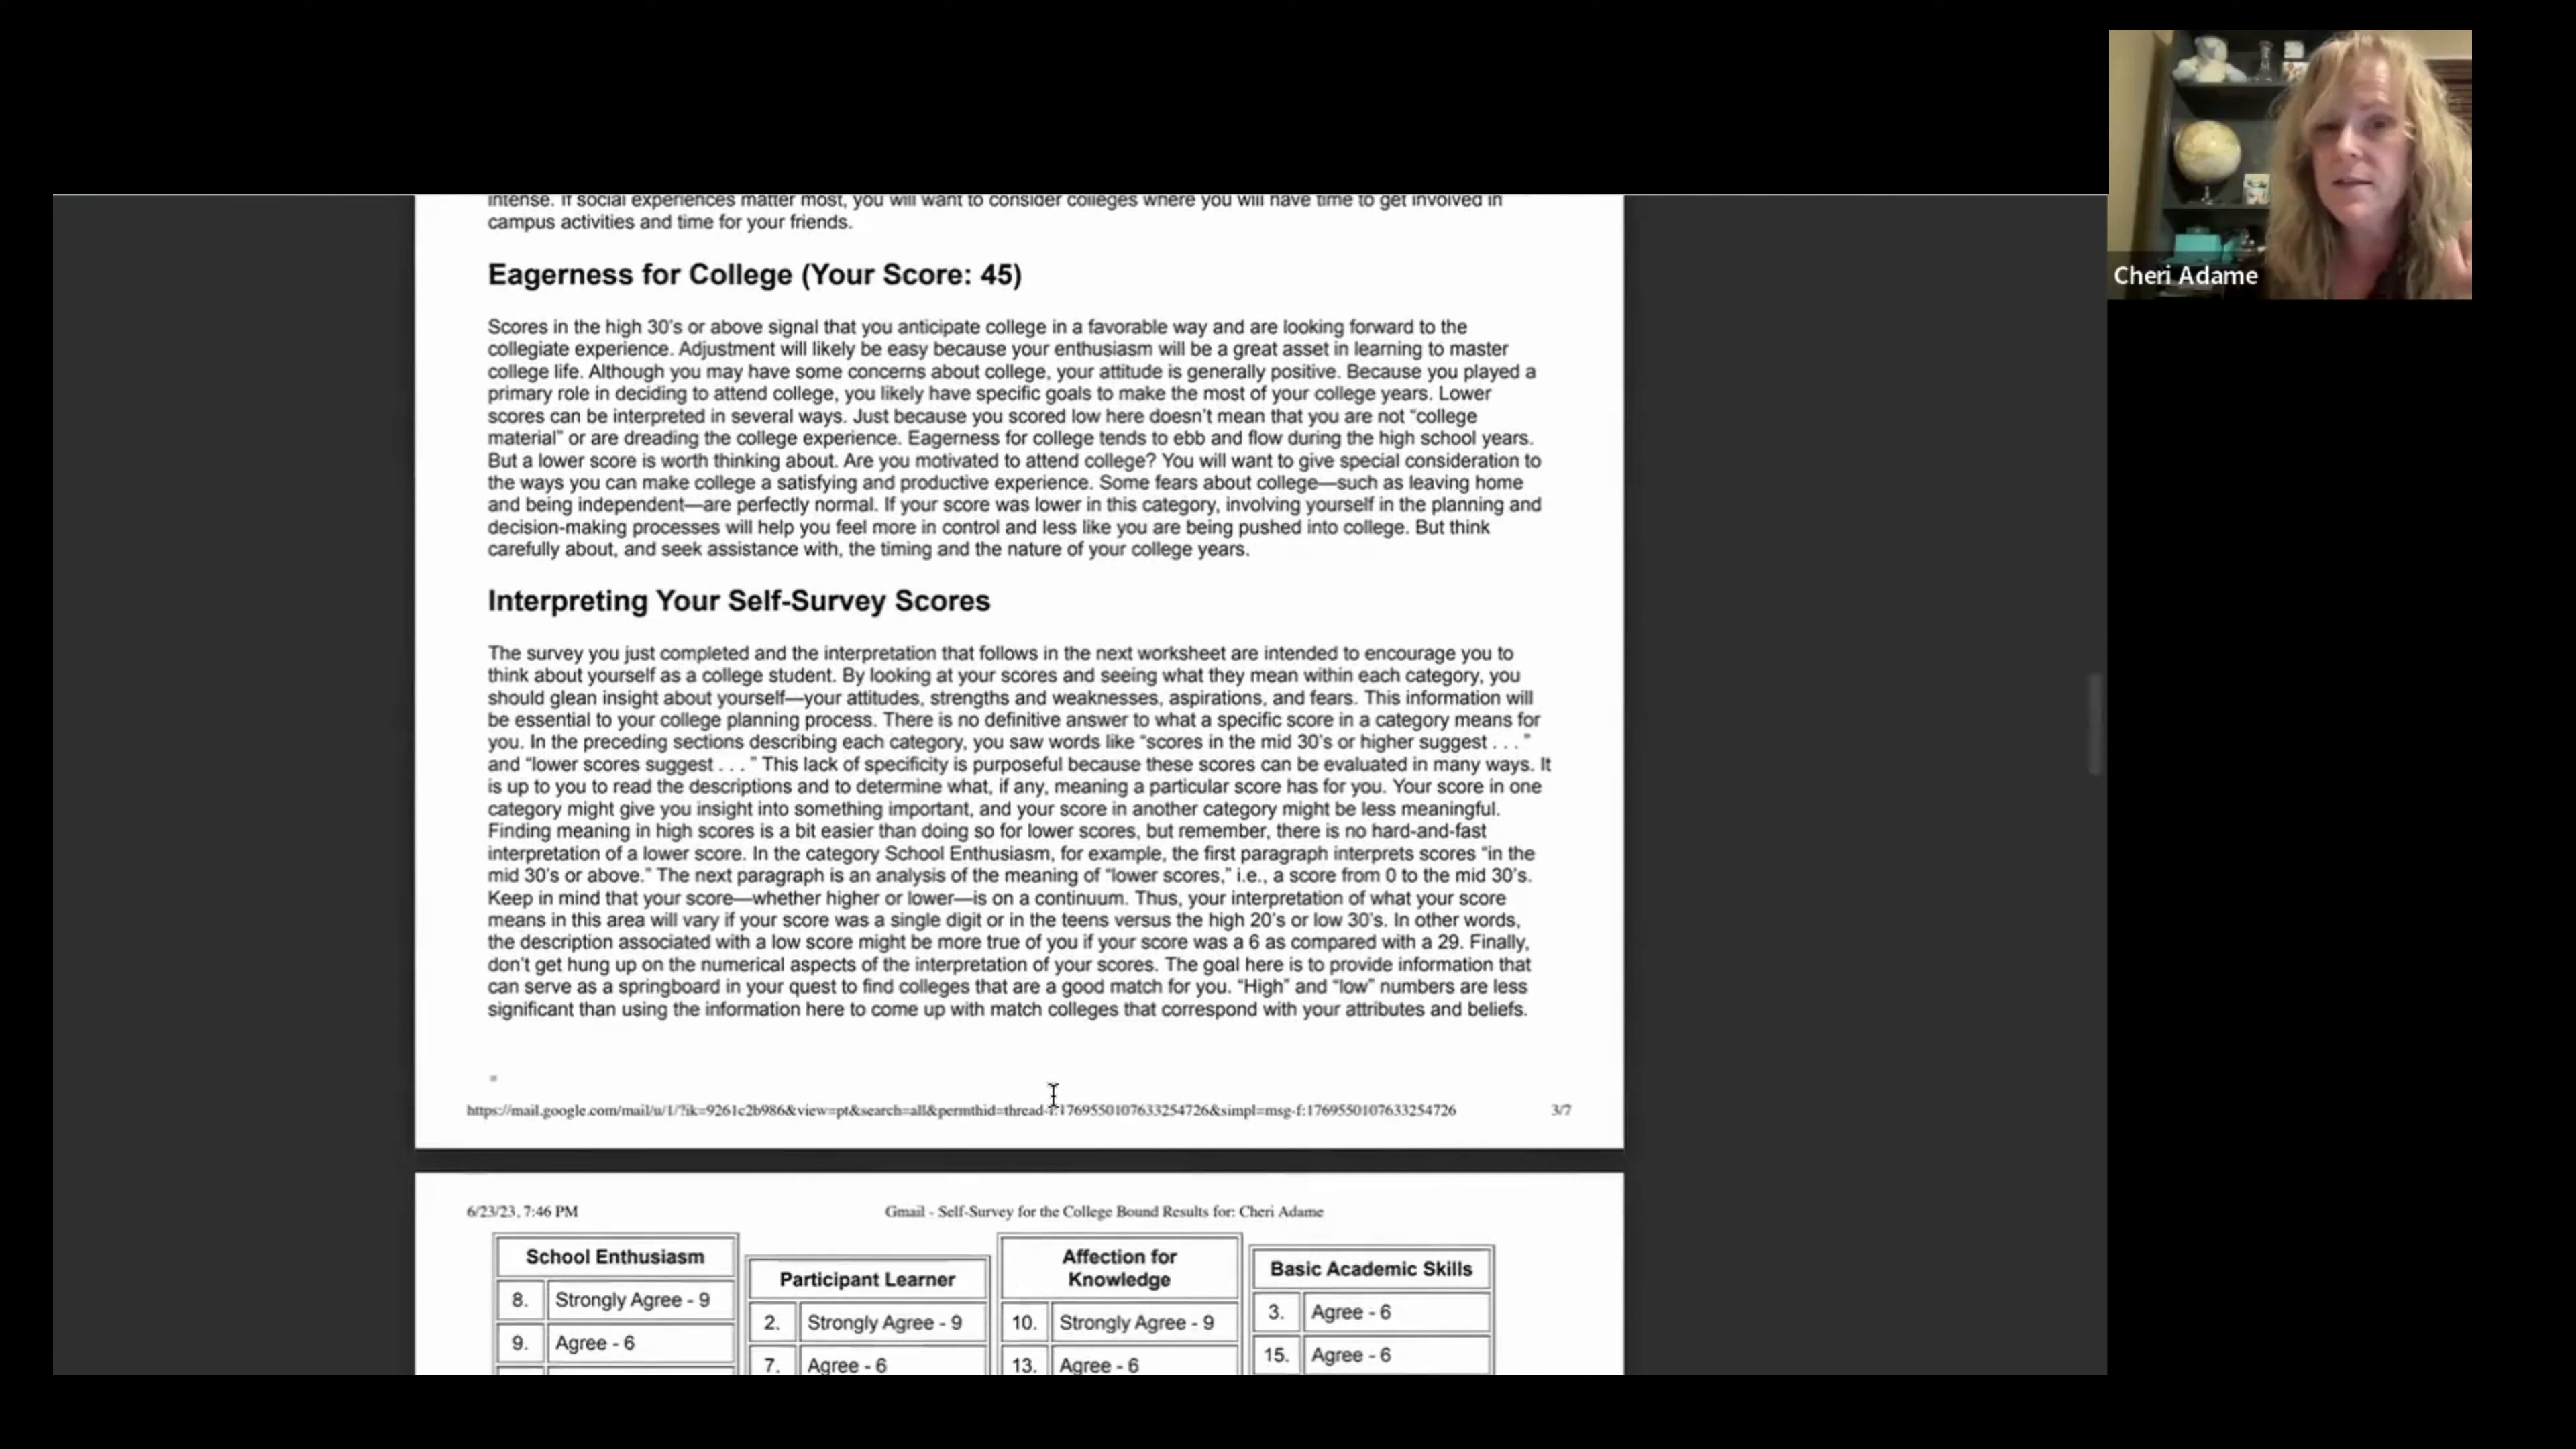 intense. If social experiences matter most, you will want to consider colleges where you will have time to get involved in
campus activities and time for your friends.
Eagerness for College (Your Score: 45)
Scores in the high 30's or above signal that you anticipate college in a favorable way and are looking forward to the
collegiate experience. Adjustment will likely be easy because your enthusiasm will be a great asset in learning to master
college life. Although you may have some concerns about college, your attitude is generally positive. Because you played a
primary role in deciding to attend college, you likely have specific goals to make the most of your college years. Lower
scores can be interpreted in several ways. Just because you scored low here doesn't mean that you are not “college
material” or are dreading the college experience. Eagerness for college tends to ebb and flow during the high school years.
But a lower score is worth thinking about. Are you motivated to attend college? You will want to give special consideration to
the ways you can make college a satisfying and productive experience. Some fears about college—such as leaving home
and being independent—are perfectly normal. If your score was lower in this category, involving yourself in the planning and
decision-making processes will help you feel more in control and less like you are being pushed into college. But think
carefully about, and seek assistance with, the timing and the nature of your college years.
Interpreting Your Self-Survey Scores
The survey you just completed and the interpretation that follows in the next worksheet are intended to encourage you to
think about yourself as a college student. By looking at your scores and seeing what they mean within each category, you
should glean insight about yourself—your attitudes, strengths and weaknesses, aspirations, and fears. This information will
be essential to your college planning process. There is no definitive answer to what a specific score in a category means for
you. In the preceding sections describing each category, you saw words like “scores in the mid 30's or higher suggest . . . ”
and “lower scores suggest . . . ” This lack of specificity is purposeful because these scores can be evaluated in many ways. It
is up to you to read the descriptions and to determine what, if any, meaning a particular score has for you. Your score in one
category might give you insight into something important, and your score in another category might be less meaningful.
Finding meaning in high scores is a bit easier than doing so for lower scores, but remember, there is no hard-and-fast
interpretation of a lower score. In the category School Enthusiasm, for example, the first paragraph interprets scores “in the
mid 30's or above.” The next paragraph is an analysis of the meaning of “lower scores,” i.e., a score from 0 to the mid 30's.
Keep in mind that your score—whether higher or lower—is on a continuum. Thus, your interpretation of what your score
means in this area will vary if your score was a single digit or in the teens versus the high 20's or low 30's. In other words,
the description associated with a low score might be more true of you if your score was a 6 as compared with a 29. Finally,
don't get hung up on the numerical aspects of the interpretation of your scores. The goal here is to provide information that
can serve as a springboard in your quest to find colleges that are a good match for you. “High” and “low” numbers are less
significant than using the information here to come up with match colleges that correspond with your attributes and beliefs.
https://mail.google.com/mail/u/1/?ik=9261c2b986&view=pt&search=all&permthid=thread-f:1769550107633254726&simpl=msg-f:1769550107633254726 3/7
6/23/23, 7:46 PM Gmail - Self-Survey for the College Bound Results for: Cheri Adame
School Enthusiasm
8. Strongly Agree - 9
9. Agree - 6
Participant Learner
2. Strongly Agree - 9
7. Agree - 6
Affection for
Knowledge
10. Strongly Agree - 9
13. Agree - 6
Basic Academic Skills
3. Agree - 6
15. Agree - 6
Cheri Adame